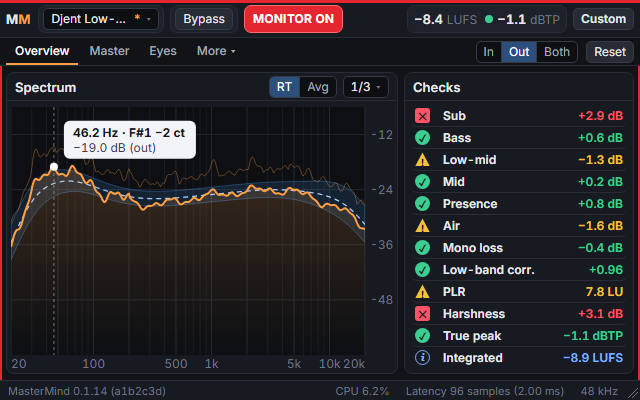 MM Djent Low-... * Bypass MONITOR ON −8.4 LUFS −1.1 dBTP Custom
Overview Master Eyes More In Out Both Reset
Spectrum RT Avg 1/3
46.2 Hz · F#1 −2 ct
−19.0 dB (out)
-12
-24
-36
-48
20 100 500 1k 5k 10k 20k
Checks
Sub +2.9 dB
Bass +0.6 dB
Low-mid −1.3 dB
Mid +0.2 dB
Presence +0.8 dB
Air −1.6 dB
Mono loss −0.4 dB
Low-band corr. +0.96
PLR 7.8 LU
Harshness +3.1 dB
True peak −1.1 dBTP
Integrated −8.9 LUFS
MasterMind 0.1.14 (a1b2c3d) CPU 6.2% Latency 96 samples (2.00 ms) 48 kHz